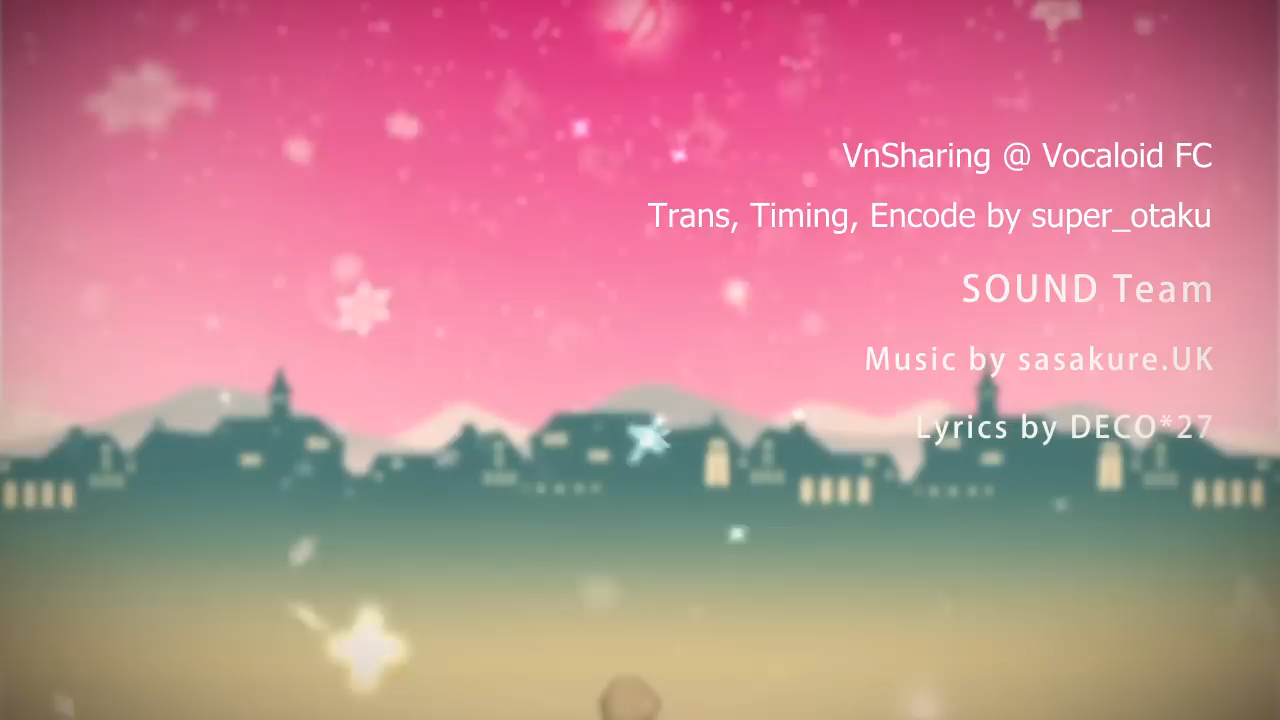 VnSharing @ Vocaloid FC
Trans, Timing, Encode by super_otaku
SOUND Team
Music by sasakure.UK
Lyrics by DECO*27